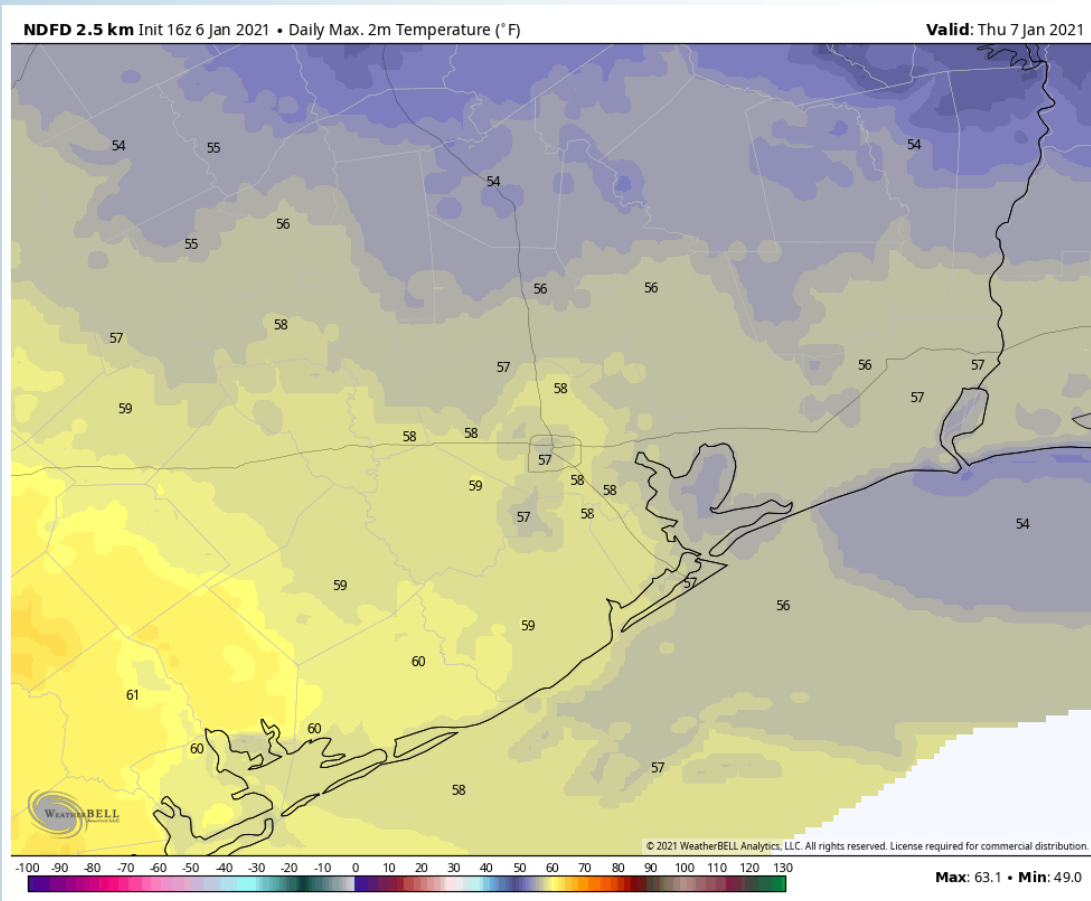 NDFD 2.5 km Init 16z 6 Jan 2021 • Daily Max. 2m Temperature (°F) Valid: Thu 7 Jan 2021
54 55 54
54
56
55
56 56
58
57
57 56 57
58
57
59
58 58
57
59 58 58
57 58
54
59
57
56
59
60
61
60
60
57
58
WEATHERBELL
© 2021 WeatherBELL Analytics, LLC. All rights reserved. License required for commercial distribution.
-100 -90 -80 -70 -60 -50 -40 -30 -20 -10 0 10 20 30 40 50 60 70 80 90 100 110 120 130
Max: 63.1 • Min: 49.0